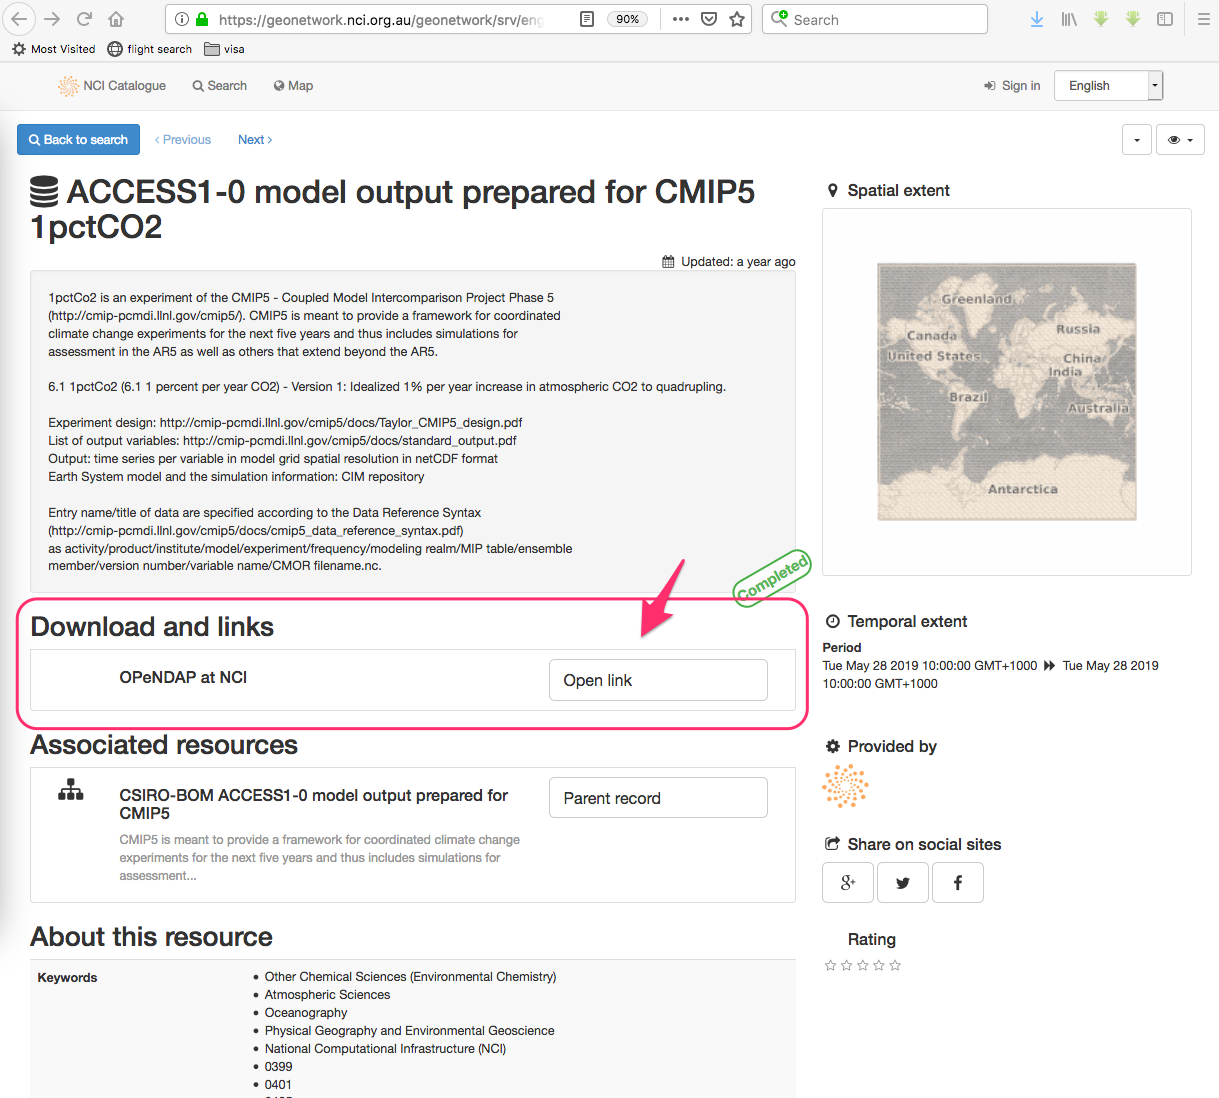 https://geonetwork.nci.org.au/geonetwork/srv/eng
90%
Search
Most Visited
flight search
visa
NCI Catalogue
Search
Map
Sign in
English
Back to search
Previous
Next
ACCESS1-0 model output prepared for CMIP5
1pctCO2
Updated: a year ago
1pctCo2 is an experiment of the CMIP5 - Coupled Model Intercomparison Project Phase 5
(http://cmip-pcmdi.llnl.gov/cmip5/). CMIP5 is meant to provide a framework for coordinated
climate change experiments for the next five years and thus includes simulations for
assessment in the AR5 as well as others that extend beyond the AR5.
6.1 1pctCo2 (6.1 1 percent per year CO2) - Version 1: Idealized 1% per year increase in atmospheric CO2 to quadrupling.
Experiment design: http://cmip-pcmdi.llnl.gov/cmip5/docs/Taylor_CMIP5_design.pdf
List of output variables: http://cmip-pcmdi.llnl.gov/cmip5/docs/standard_output.pdf
Output: time series per variable in model grid spatial resolution in netCDF format
Earth System model and the simulation information: CIM repository
Entry name/title of data are specified according to the Data Reference Syntax
(http://cmip-pcmdi.llnl.gov/cmip5/docs/cmip5_data_reference_syntax.pdf)
as activity/product/institute/model/experiment/frequency/modeling realm/MIP table/ensemble
member/version number/variable name/CMOR filename.nc.
Completed
Download and links
OPeNDAP at NCI
Open link
Associated resources
CSIRO-BOM ACCESS1-0 model output prepared for
CMIP5
Parent record
CMIP5 is meant to provide a framework for coordinated climate change
experiments for the next five years and thus includes simulations for
assessment...
About this resource
Keywords
Other Chemical Sciences (Environmental Chemistry)
Atmospheric Sciences
Oceanography
Physical Geography and Environmental Geoscience
National Computational Infrastructure (NCI)
0399
0401
Spatial extent
Greenland
Canada
Russia
United States
China
India
Brazil
Australia
Antarctica
Temporal extent
Period
Tue May 28 2019 10:00:00 GMT+1000
Tue May 28 2019
10:00:00 GMT+1000
Provided by
Share on social sites
Rating